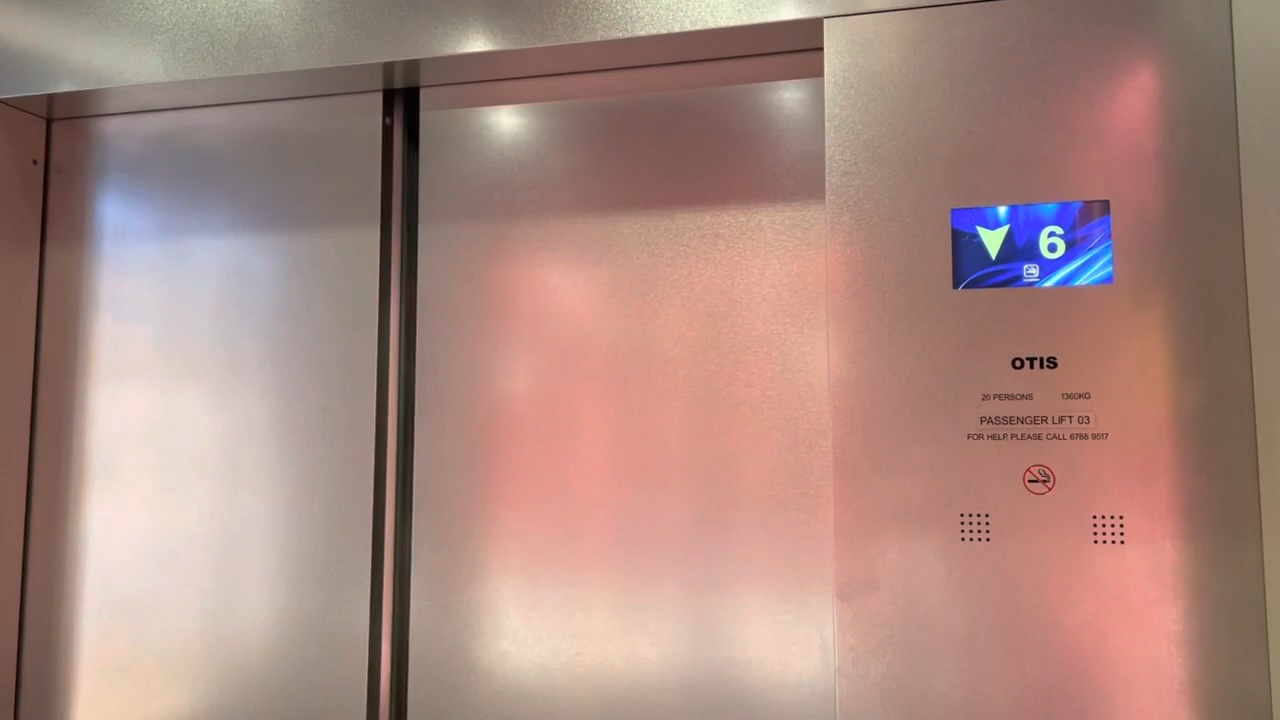 6
OTIS
20 PERSONS 1360KG
PASSENGER LIFT 03
FOR HELP, PLEASE CALL 6788 9517